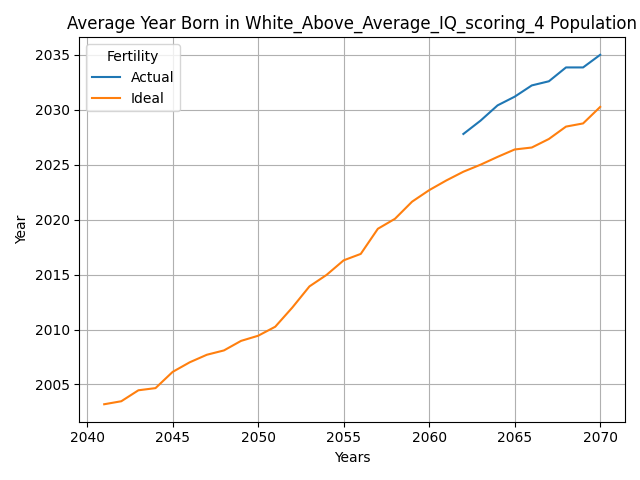 Average Year Born in White_Above_Average_IQ_scoring_4 Population
Fertility
Actual
Ideal
2035
2030
2025
2020
2015
2010
2005
Year
2040
2045
2050
2055
2060
2065
2070
Years